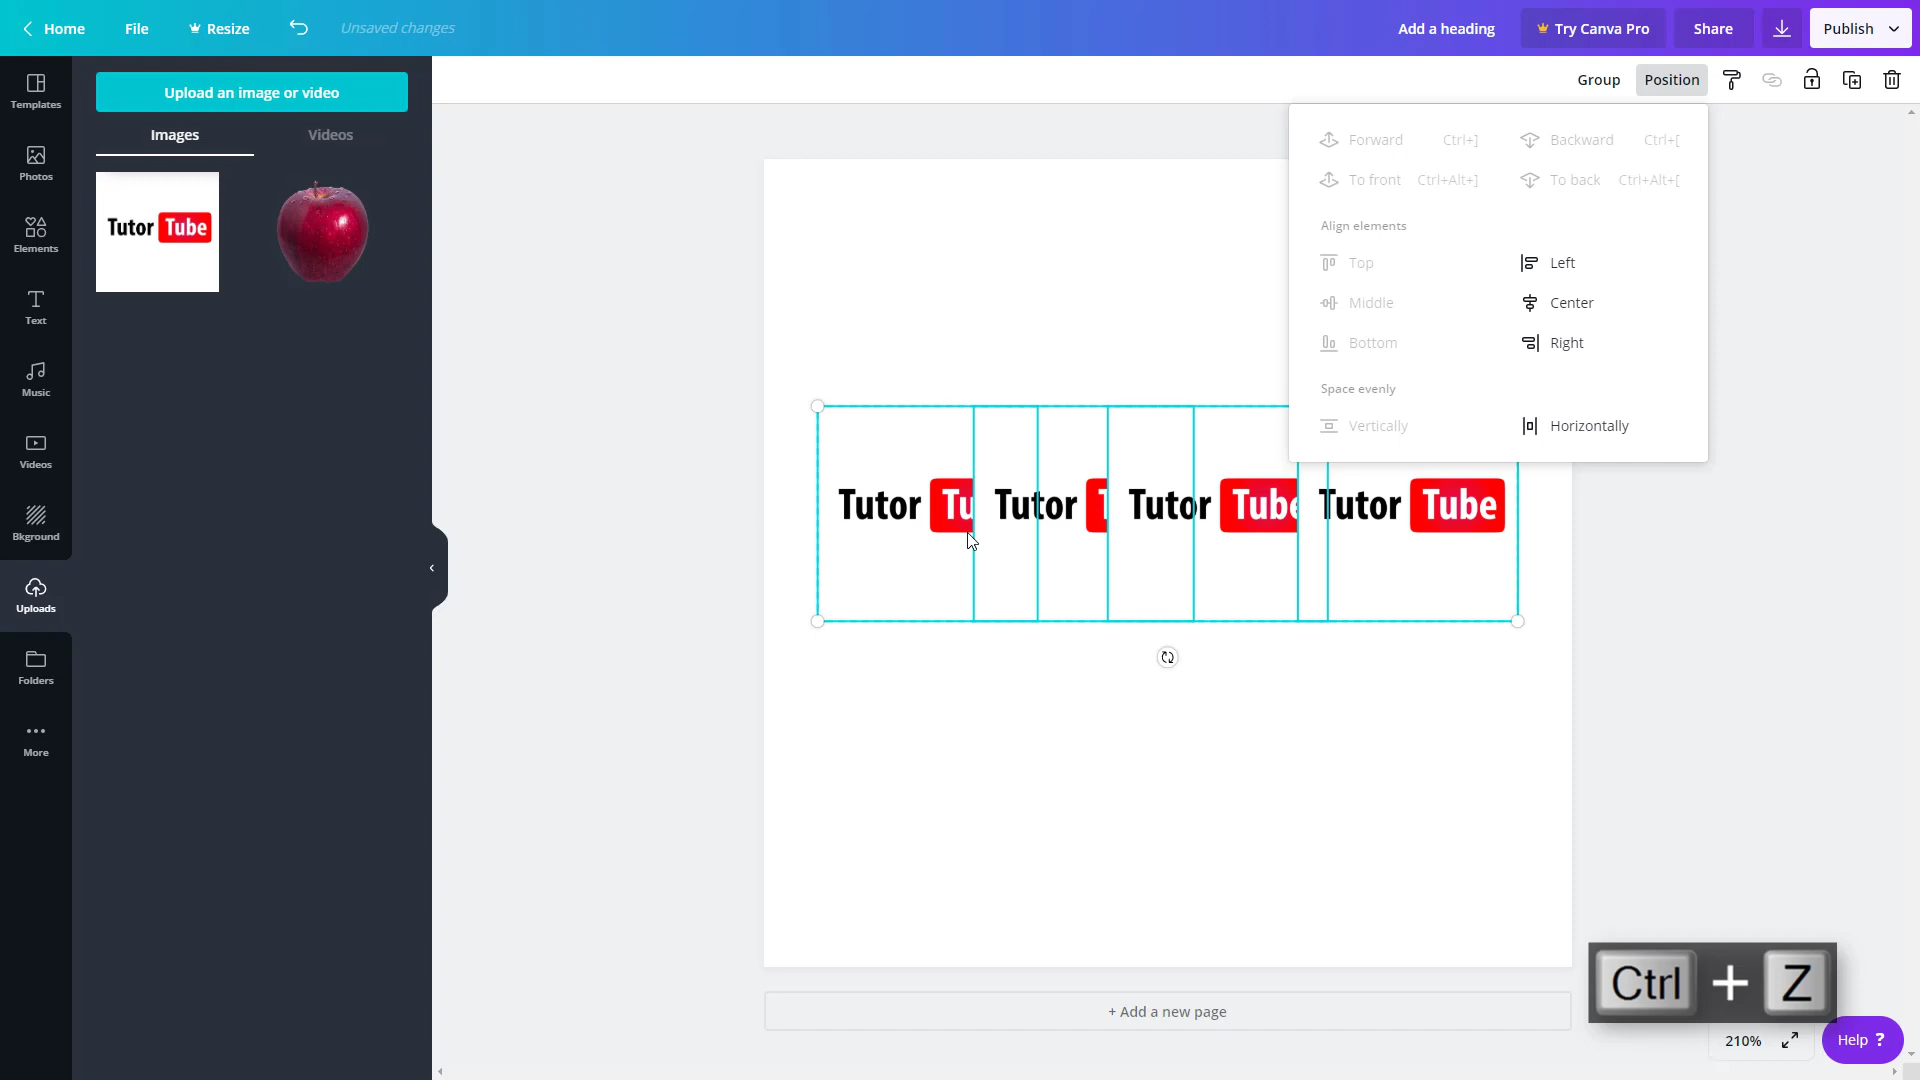 Home
File
Resize
Unsaved changes
Add a heading
Try Canva Pro
Share
Publish
Templates
Photos
Elements
Text
Music
Videos
Bkground
Uploads
Folders
More
Upload an image or video
Images
Videos
Tutor Tube
Group
Position
Forward Ctrl+]
Backward Ctrl+[
To front Ctrl+Alt+]
To back Ctrl+Alt+[
Align elements
Top
Left
Middle
Center
Bottom
Right
Space evenly
Vertically
Horizontally
Tutor Tu Tutor T Tutor Tube Tutor Tube
+ Add a new page
Ctrl + Z
210%
Help ?